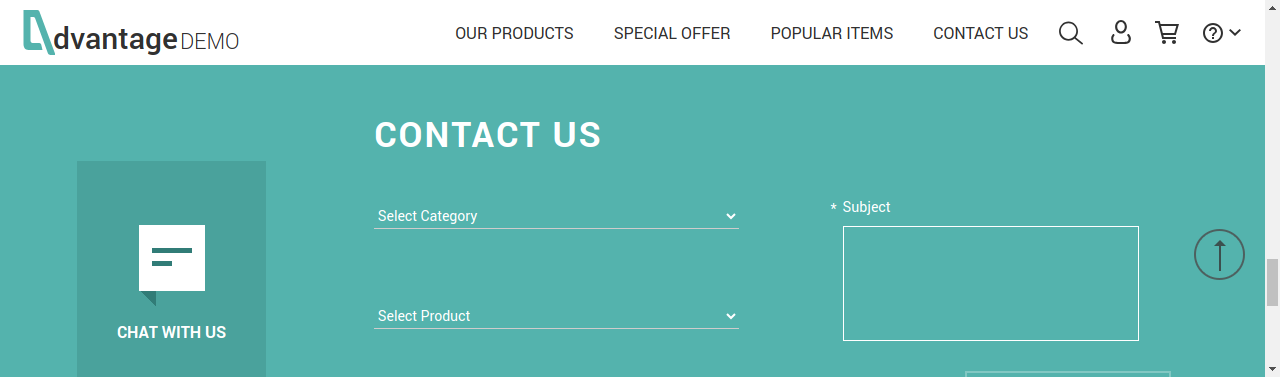 dvantage DEMO
OUR PRODUCTS
SPECIAL OFFER
POPULAR ITEMS
CONTACT US
CONTACT US
Select Category
* Subject
Select Product
CHAT WITH US